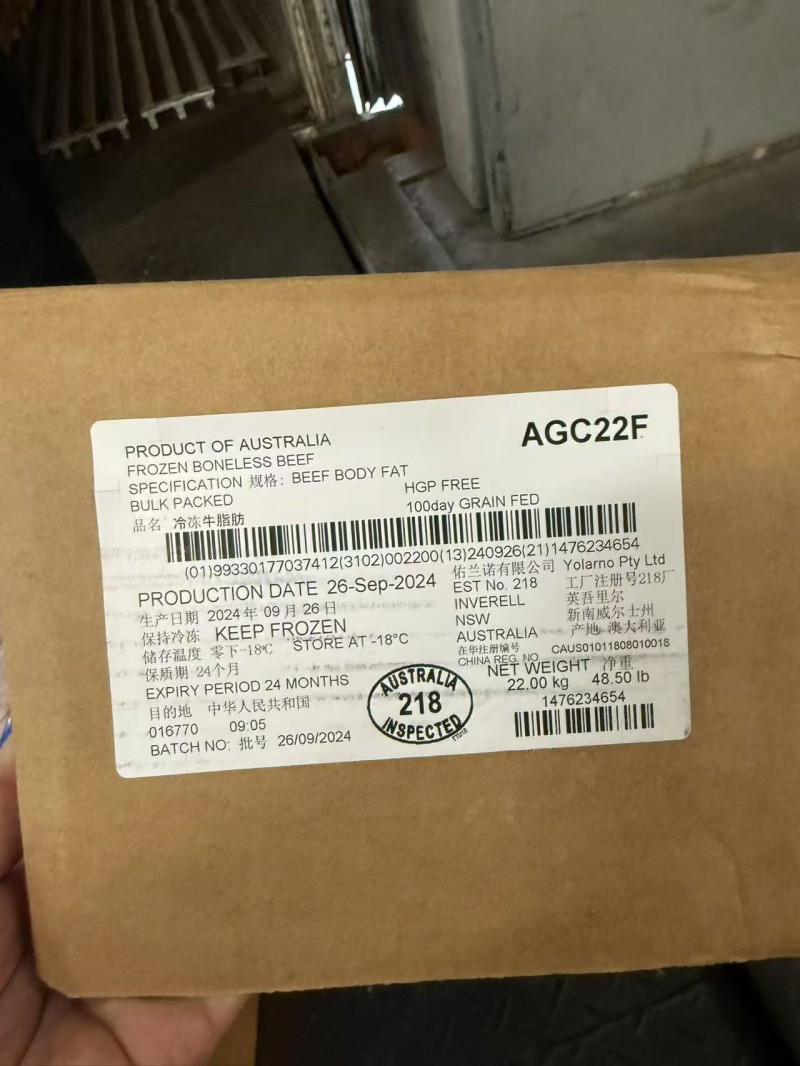 PRODUCT OF AUSTRALIA
AGC22F
FROZEN BONELESS BEEF
SPECIFICATION 规格: BEEF BODY FAT
BULK PACKED
HGP FREE
品名 冷冻牛脂肪
100day GRAIN FED
(01)99330177037412(3102)002200(13)240926(21)1476234654
PRODUCTION DATE 26-Sep-2024
生产日期 2024年 09月 26日
保持冷冻 KEEP FROZEN
储存温度 零下-18℃ STORE AT -18°C
保质期 24个月
EXPIRY PERIOD 24 MONTHS
目的地 中华人民共和国
016770 09:05
BATCH NO: 批号 26/09/2024
佑兰诺有限公司 Yolarno Pty Ltd
EST No. 218 工厂注册号218厂
INVERELL 英吾里尔
NSW 新南威尔士州
AUSTRALIA 产地 澳大利亚
在华注册编号
CHINA REG. NO CAUS01011808010018
NET WEIGHT 净重
22.00 kg 48.50 lb
1476234654
AUSTRALIA
218
INSPECTED